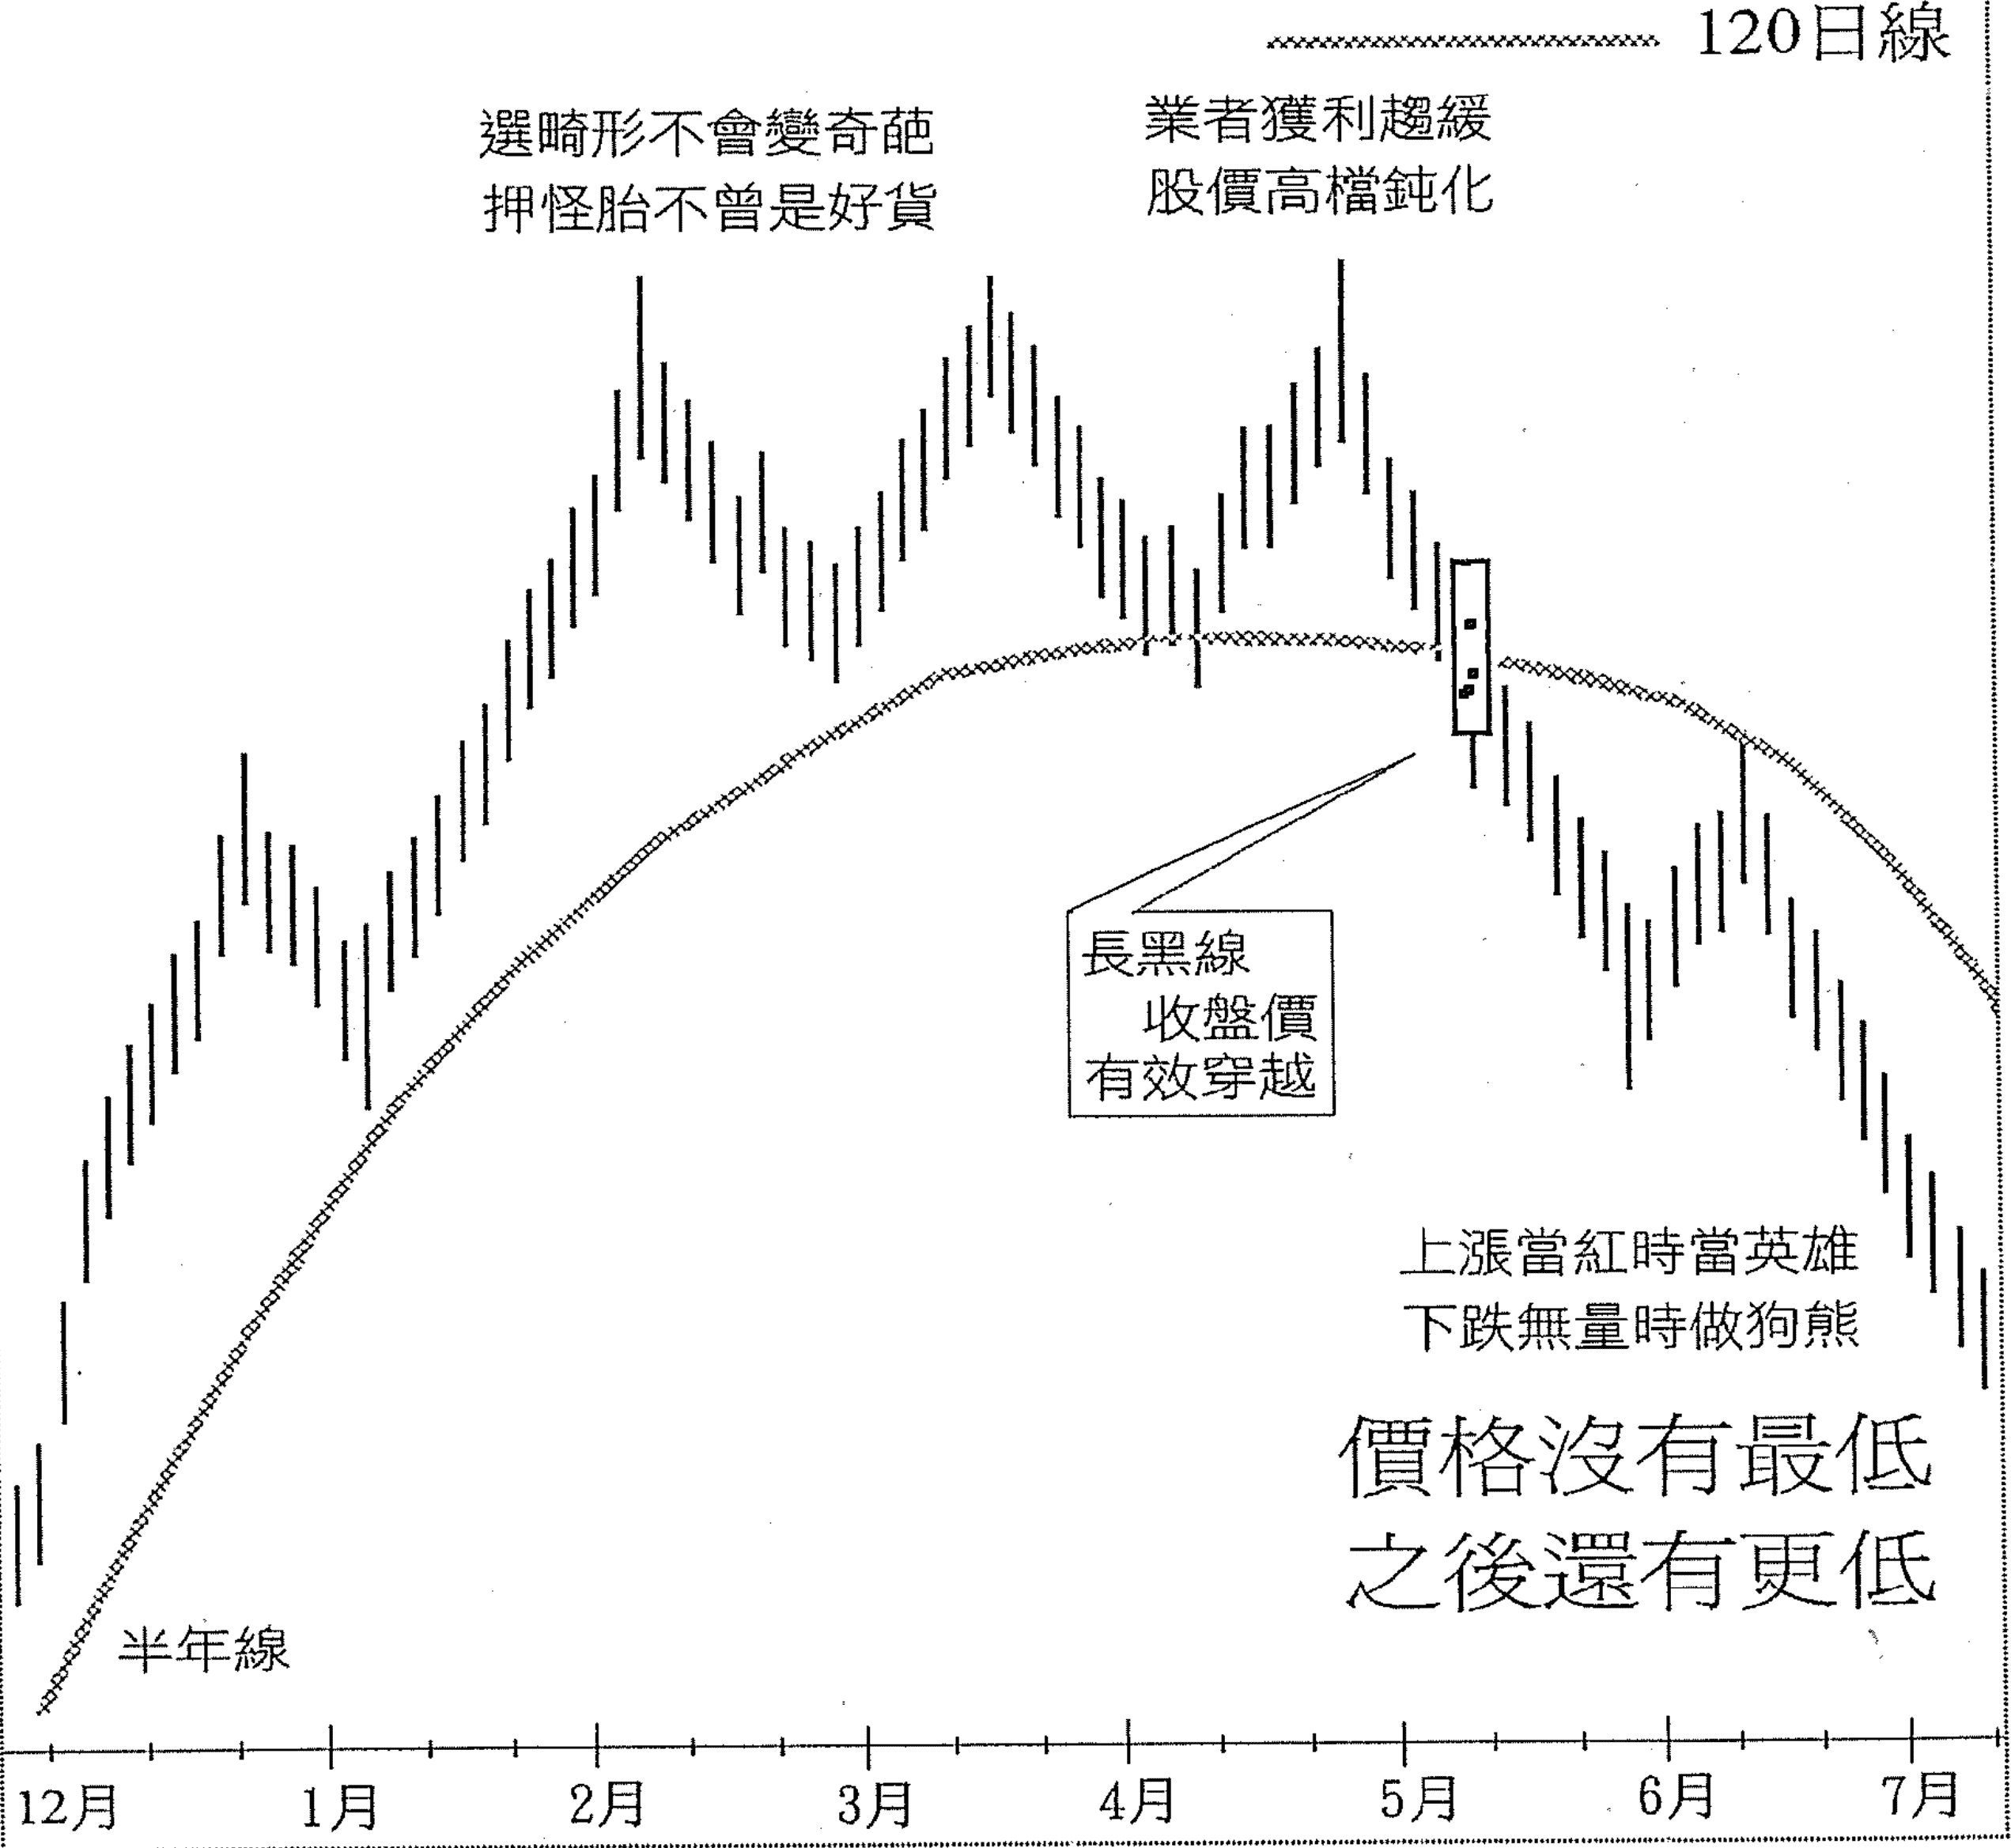 120日線
選畸形不會變奇葩
押怪胎不曾是好貨
業者獲利趨緩
股價高檔鈍化
長黑線
收盤價
有效穿越
上漲當紅時當英雄
下跌無量時做狗熊
價格沒有最低
之後還有更低
半年線
12月 1月 2月 3月 4月 5月 6月 7月